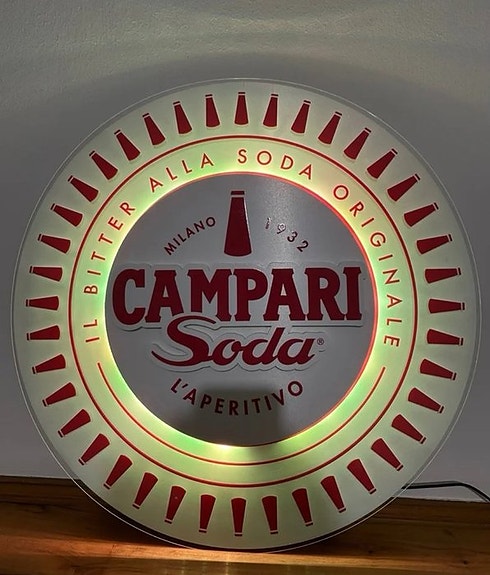 IL BITTER ALLA SODA ORIGINALE
MILANO 1932
CAMPARI
Soda®
L'APERITIVO